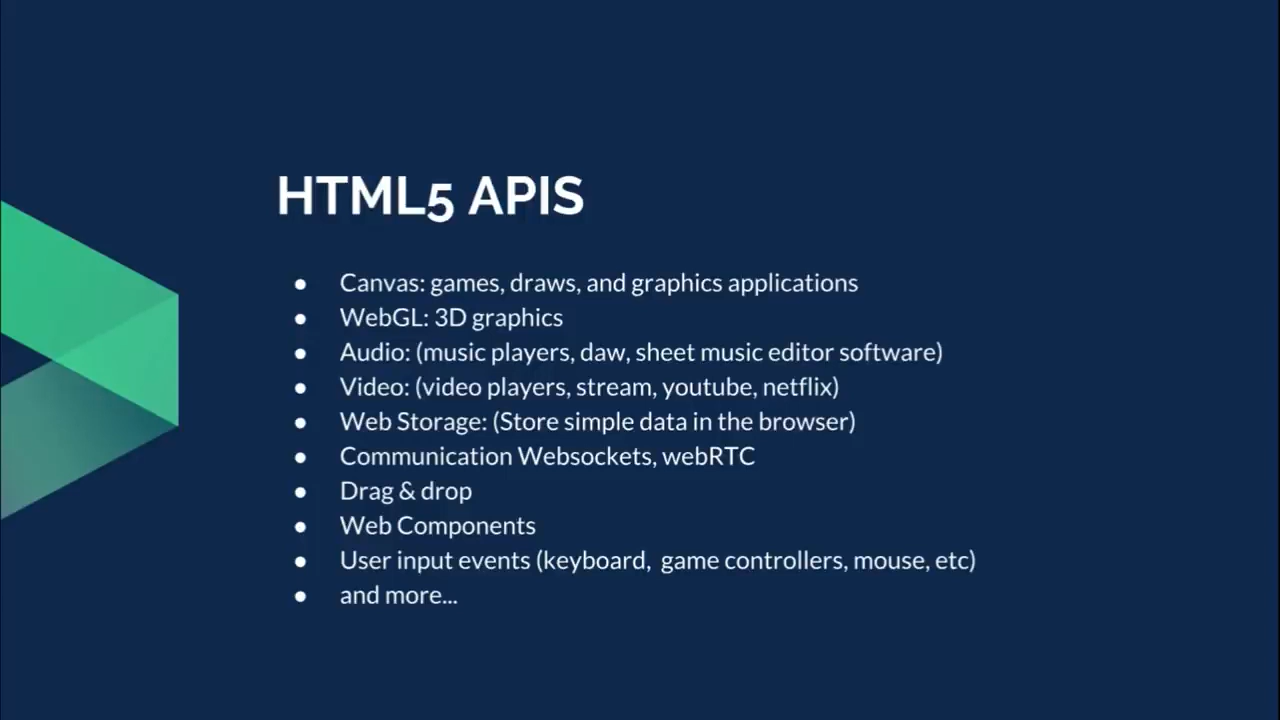 HTML5 APIS
● Canvas: games, draws, and graphics applications
● WebGL: 3D graphics
● Audio: (music players, daw, sheet music editor software)
● Video: (video players, stream, youtube, netflix)
● Web Storage: (Store simple data in the browser)
● Communication Websockets, webRTC
● Drag & drop
● Web Components
● User input events (keyboard,  game controllers, mouse, etc)
● and more...